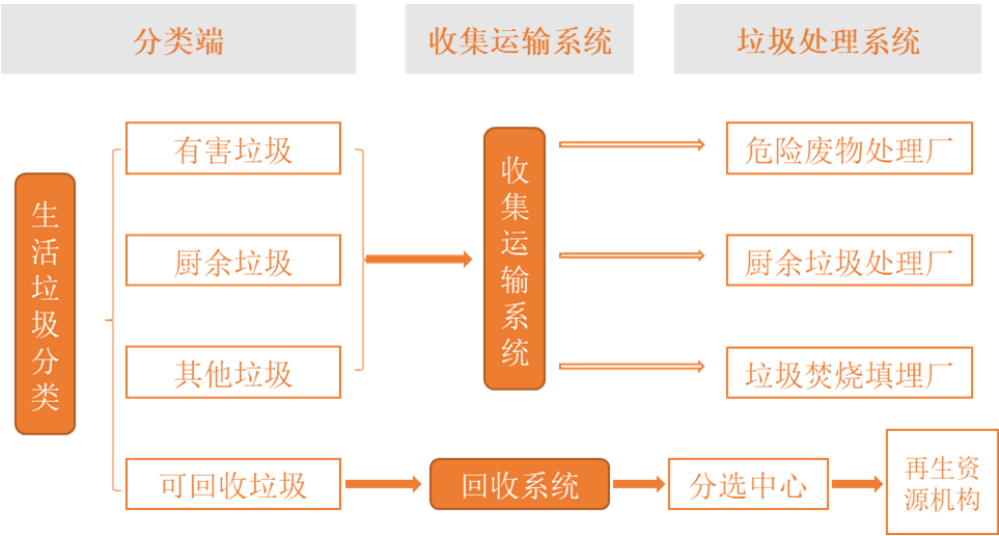 分类端
收集运输系统
垃圾处理系统
生活垃圾分类
有害垃圾
厨余垃圾
其他垃圾
可回收垃圾
收集运输系统
回收系统
危险废物处理厂
厨余垃圾处理厂
垃圾焚烧填埋厂
分选中心
再生资
源机构